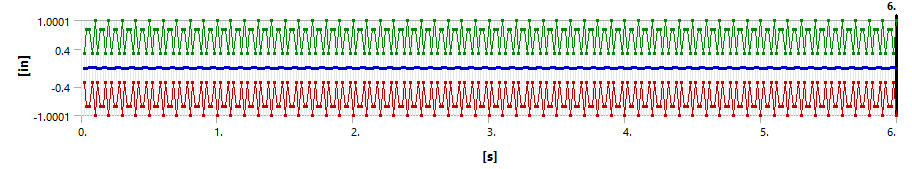 6.
1.0001
0.4
[in]
-0.4
-1.0001
0. 1. 2. 3. 4. 5. 6.
[s]